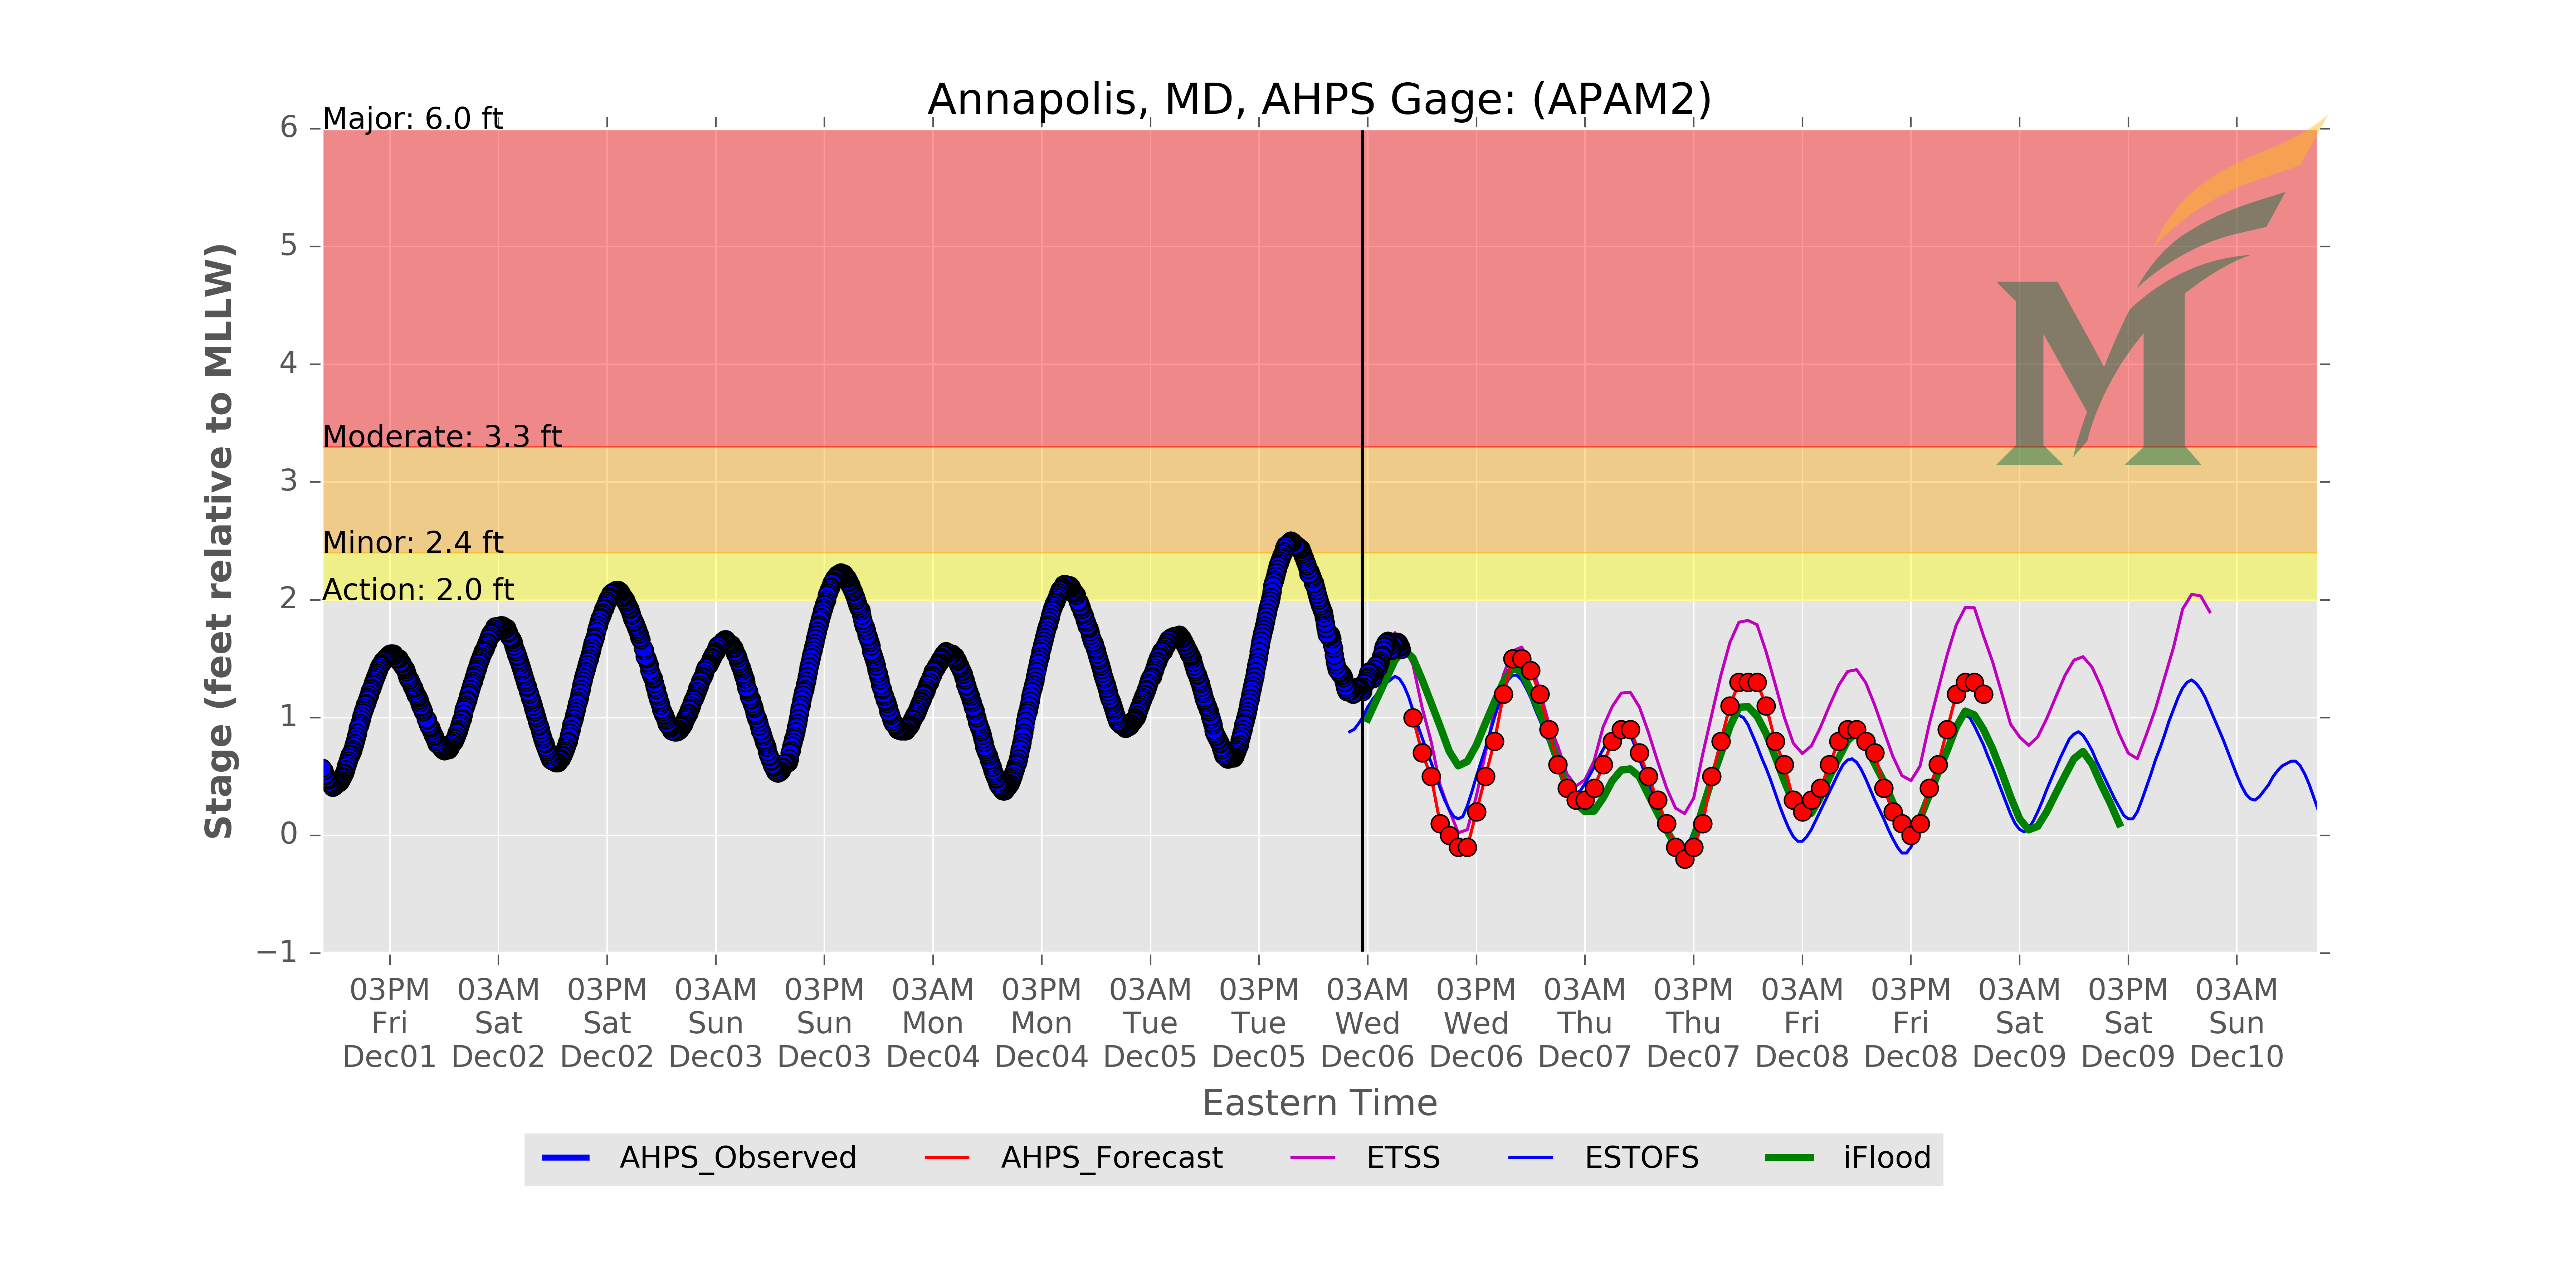 Annapolis, MD, AHPS Gage: (APAM2)
Major: 6.0 ft
Moderate: 3.3 ft
Minor: 2.4 ft
Action: 2.0 ft
6
5
4
3
2
1
0
−1
Stage (feet relative to MLLW)
03PM 03AM 03PM 03AM 03PM 03AM 03PM 03AM 03PM 03AM 03PM 03AM 03PM 03AM 03PM 03AM 03PM 03AM
Fri Sat Sat Sun Sun Mon Mon Tue Tue Wed Wed Thu Thu Fri Fri Sat Sat Sun
Dec01 Dec02 Dec02 Dec03 Dec03 Dec04 Dec04 Dec05 Dec05 Dec06 Dec06 Dec07 Dec07 Dec08 Dec08 Dec09 Dec09 Dec10
Eastern Time
AHPS_Observed AHPS_Forecast ETSS ESTOFS iFlood